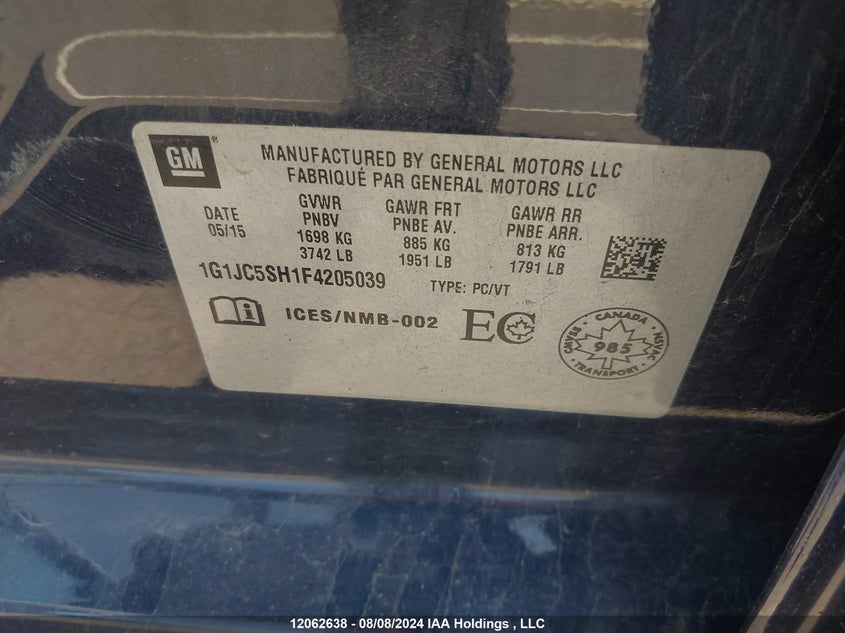 GM®
MANUFACTURED BY GENERAL MOTORS LLC
FABRIQUÉ PAR GENERAL MOTORS LLC
DATE
05/15
GVWR
PNBV
1698 KG
3742 LB
GAWR FRT
PNBE AV.
885 KG
1951 LB
GAWR RR
PNBE ARR.
813 KG
1791 LB
1G1JC5SH1F4205039
TYPE: PC/VT
i
ICES/NMB-002
EC
CANADA
CMVSS
985
NSVAC
TRANSPORT
12062638 - 08/08/2024 IAA Holdings , LLC